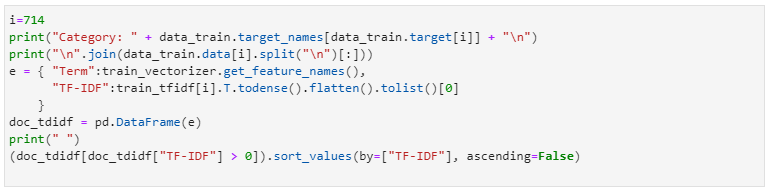 i=714
print("Category: " + data_train.target_names[data_train.target[i]] + "\n")
print("\n".join(data_train.data[i].split("\n")[:]))
e = { "Term":train_vectorizer.get_feature_names(),
"TF-IDF":train_tfidf[i].T.todense().flatten().tolist()[0]
}
doc_tdidf = pd.DataFrame(e)
print(" ")
(doc_tdidf[doc_tdidf["TF-IDF"] > 0]).sort_values(by=["TF-IDF"], ascending=False)